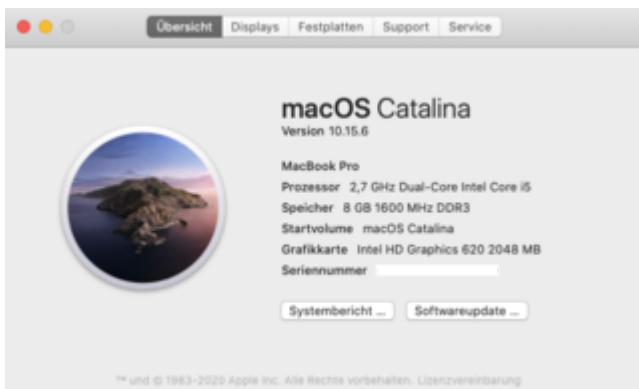 Übersicht Displays Festplatten Support Service
macOS Catalina
Version 10.15.6
MacBook Pro
Prozessor 2,7 GHz Dual-Core Intel Core i5
Speicher 8 GB 1600 MHz DDR3
Startvolume macOS Catalina
Grafikkarte Intel HD Graphics 620 2048 MB
Seriennummer
Systembericht ... Softwareupdate ...
™ und © 1983-2020 Apple Inc. Alle Rechte vorbehalten. Lizenzvereinbarung